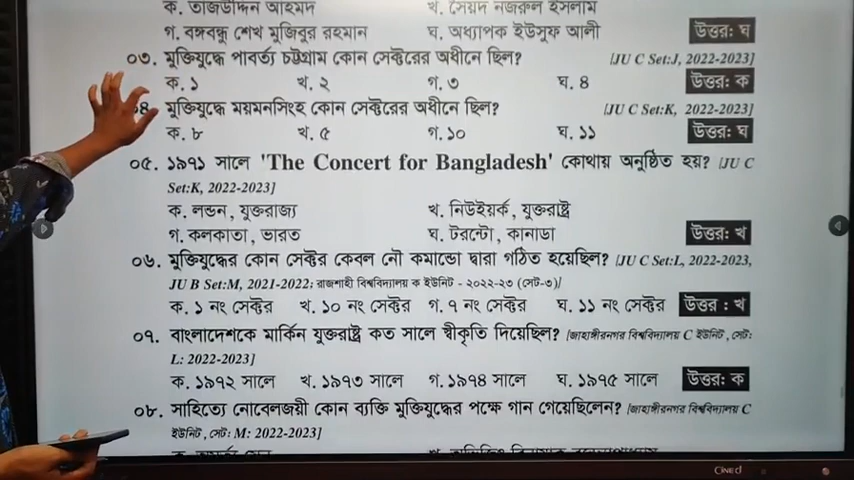 ক. তাজউদ্দিন আহমদ খ. সৈয়দ নজরুল ইসলাম
গ. বঙ্গবন্ধু শেখ মুজিবুর রহমান ঘ. অধ্যাপক ইউসুফ আলী উত্তর: ঘ
০৩. মুক্তিযুদ্ধে পার্বত্য চট্টগ্রাম কোন সেক্টরের অধীনে ছিল? [JU C Set:J, 2022-2023]
ক. ১ খ. ২ গ. ৩ ঘ. ৪ উত্তর: ক
৪. মুক্তিযুদ্ধে ময়মনসিংহ কোন সেক্টরের অধীনে ছিল? [JU C Set:K, 2022-2023]
ক. ৮ খ. ৫ গ. ১০ ঘ. ১১ উত্তর: ঘ
০৫. ১৯৭১ সালে 'The Concert for Bangladesh' কোথায় অনুষ্ঠিত হয়? [JU C
Set:K, 2022-2023]
ক. লন্ডন, যুক্তরাজ্য খ. নিউইয়র্ক, যুক্তরাষ্ট্র
গ. কলকাতা, ভারত ঘ. টরন্টো, কানাডা উত্তর: খ
০৬. মুক্তিযুদ্ধের কোন সেক্টর কেবল নৌ কমান্ডো দ্বারা গঠিত হয়েছিল? [JU C Set:L, 2022-2023,
JU B Set:M, 2021-2022; রাজশাহী বিশ্ববিদ্যালয় ক ইউনিট - ২০২২-২৩ (সেট-৩)]
ক. ১ নং সেক্টর খ. ১০ নং সেক্টর গ. ৭ নং সেক্টর ঘ. ১১ নং সেক্টর উত্তর : খ
০৭. বাংলাদেশকে মার্কিন যুক্তরাষ্ট্র কত সালে স্বীকৃতি দিয়েছিল? [জাহাঙ্গীরনগর বিশ্ববিদ্যালয় C ইউনিট, সেট:
L: 2022-2023]
ক. ১৯৭২ সালে খ. ১৯৭৩ সালে গ. ১৯৭৪ সালে ঘ. ১৯৭৫ সালে উত্তর: ক
০৮. সাহিত্যে নোবেলজয়ী কোন ব্যক্তি মুক্তিযুদ্ধের পক্ষে গান গেয়েছিলেন? [জাহাঙ্গীরনগর বিশ্ববিদ্যালয় C
ইউনিট, সেট: M: 2022-2023]